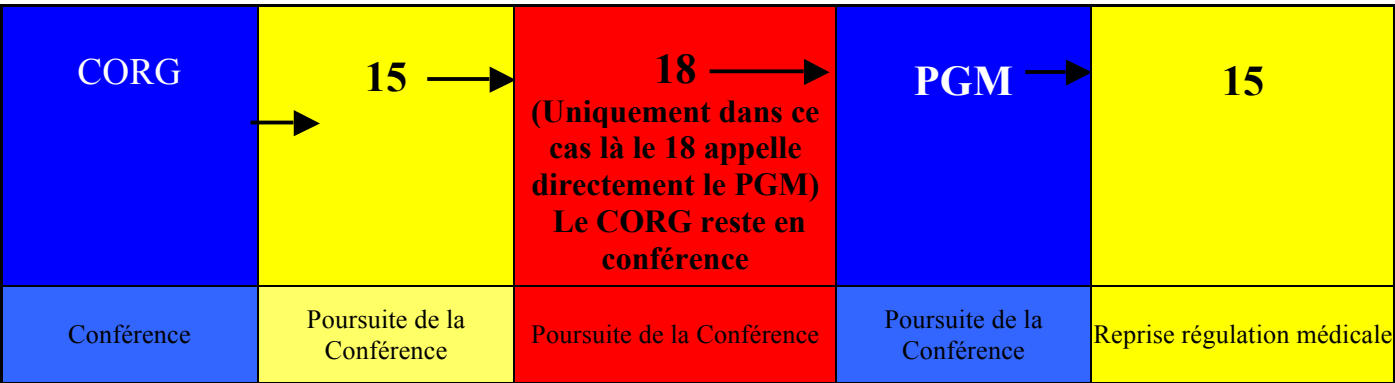 CORG
15
18
(Uniquement dans ce
cas là le 18 appelle
directement le PGM)
Le CORG reste en
conférence
PGM
15
Conférence
Poursuite de la
Conférence
Poursuite de la Conférence
Poursuite de la
Conférence
Reprise régulation médicale